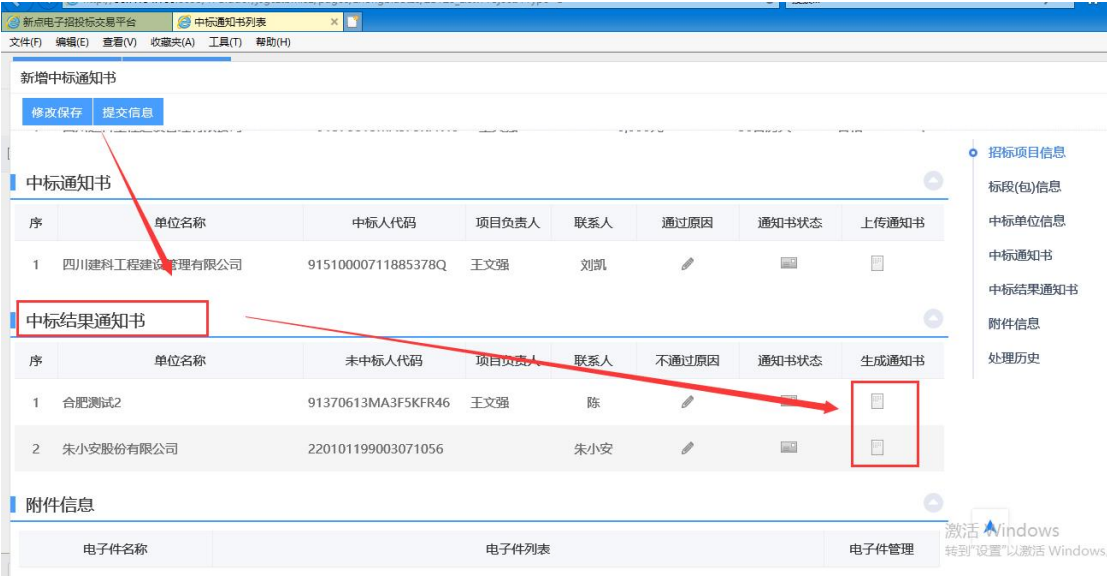 新点电子招投标交易平台 中标通知书列表 ×
文件(F) 编辑(E) 查看(V) 收藏夹(A) 工具(T) 帮助(H)
新增中标通知书
修改保存 提交信息
招标项目信息
标段(包)信息
中标单位信息
中标通知书
中标结果通知书
附件信息
处理历史
中标通知书
序 单位名称 中标人代码 项目负责人 联系人 通过原因 通知书状态 上传通知书
1 四川建科工程建设管理有限公司 91510000711885378Q 王文强 刘凯
中标结果通知书
序 单位名称 未中标人代码 项目负责人 联系人 不通过原因 通知书状态 生成通知书
1 合肥测试2 91370613MA3F5KFR46 王文强 陈
2 朱小安股份有限公司 220101199003071056 朱小安
附件信息
电子件名称 电子件列表 电子件管理
激活 Windows
转到"设置"以激活 Windows